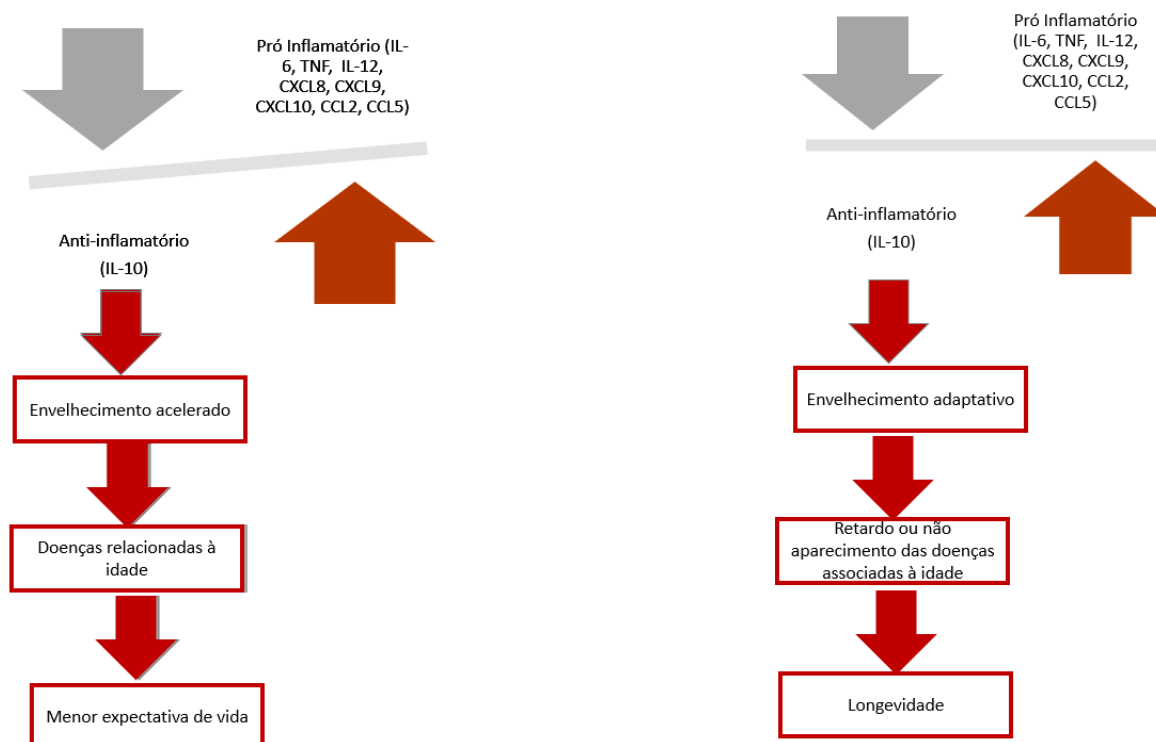 Pró Inflamatório (IL-
6, TNF, IL-12,
CXCL8, CXCL9,
CXCL10, CCL2, CCL5)
Anti-inflamatório
(IL-10)
Envelhecimento acelerado
Doenças relacionadas à
idade
Menor expectativa de vida
Pró Inflamatório
(IL-6, TNF, IL-12,
CXCL8, CXCL9,
CXCL10, CCL2,
CCL5)
Anti-inflamatório
(IL-10)
Envelhecimento adaptativo
Retardo ou não
aparecimento das doenças
associadas à idade
Longevidade